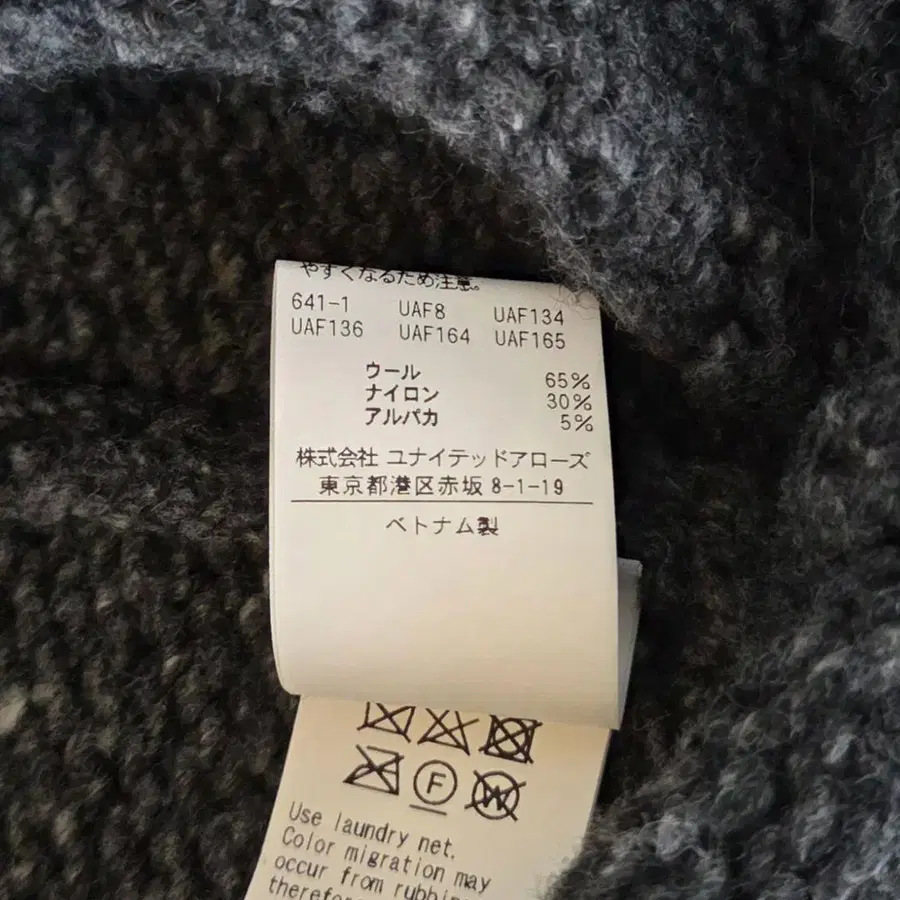 やすくなるため注意。
641-1 UAF8 UAF134
UAF136 UAF164 UAF165
ウール 65%
ナイロン 30%
アルパカ 5%
株式会社 ユナイテッドアローズ
東京都港区赤坂 8-1-19
ベトナム製
F W
Use laundry net.
Color migration may
occur from rubbing
therefor